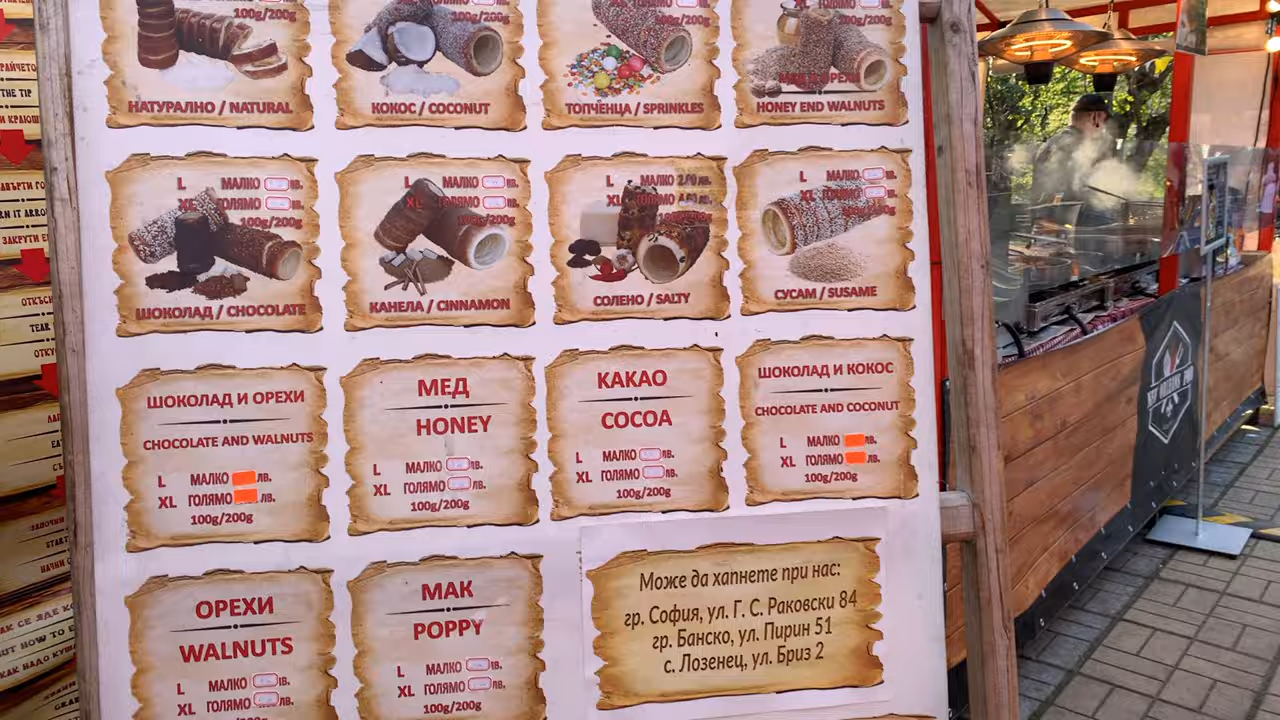 100g/200g
НАТУРАЛНО / NATURAL
100g/200g
КОКОС / COCONUT
100g/200g
ТОПЧЕНЦА / SPRINKLES
100g/200g
HONEY END WALNUTS
L МАЛКО лв.
XL ГОЛЯМО лв.
100g/200g
ШОКОЛАД / CHOCOLATE
L МАЛКО лв.
XL ГОЛЯМО лв.
100g/200g
КАНЕЛА / CINNAMON
L МАЛКО лв.
XL ГОЛЯМО лв.
100g/200g
СОЛЕНО / SALTY
L МАЛКО лв.
XL ГОЛЯМО лв.
100g/200g
СУСАМ / SUSAME
ШОКОЛАД И ОРЕХИ
CHOCOLATE AND WALNUTS
L МАЛКО лв.
XL ГОЛЯМО лв.
100g/200g
МЕД
HONEY
L МАЛКО лв.
XL ГОЛЯМО лв.
100g/200g
КАКАО
COCOA
L МАЛКО лв.
XL ГОЛЯМО лв.
100g/200g
ШОКОЛАД И КОКОС
CHOCOLATE AND COCONUT
L МАЛКО лв.
XL ГОЛЯМО лв.
100g/200g
ОРЕХИ
WALNUTS
L МАЛКО лв.
XL ГОЛЯМО лв.
МАК
POPPY
L МАЛКО лв.
XL ГОЛЯМО лв.
100g/200g
Може да хапнете при нас:
гр. София, ул. Г. С. Раковски 84
гр. Банско, ул. Пирин 51
с. Лозенец, ул. Бриз 2